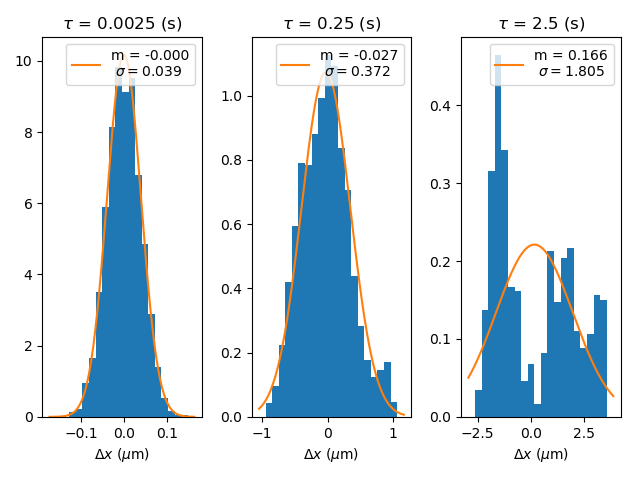 τ = 0.0025 (s)
m = -0.000
σ = 0.039
10
8
6
4
2
0
−0.1
0.0
0.1
Δx (μm)
τ = 0.25 (s)
m = -0.027
σ = 0.372
1.0
0.8
0.6
0.4
0.2
0.0
−1
0
1
Δx (μm)
τ = 2.5 (s)
m = 0.166
σ = 1.805
0.4
0.3
0.2
0.1
0.0
−2.5
0.0
2.5
Δx (μm)